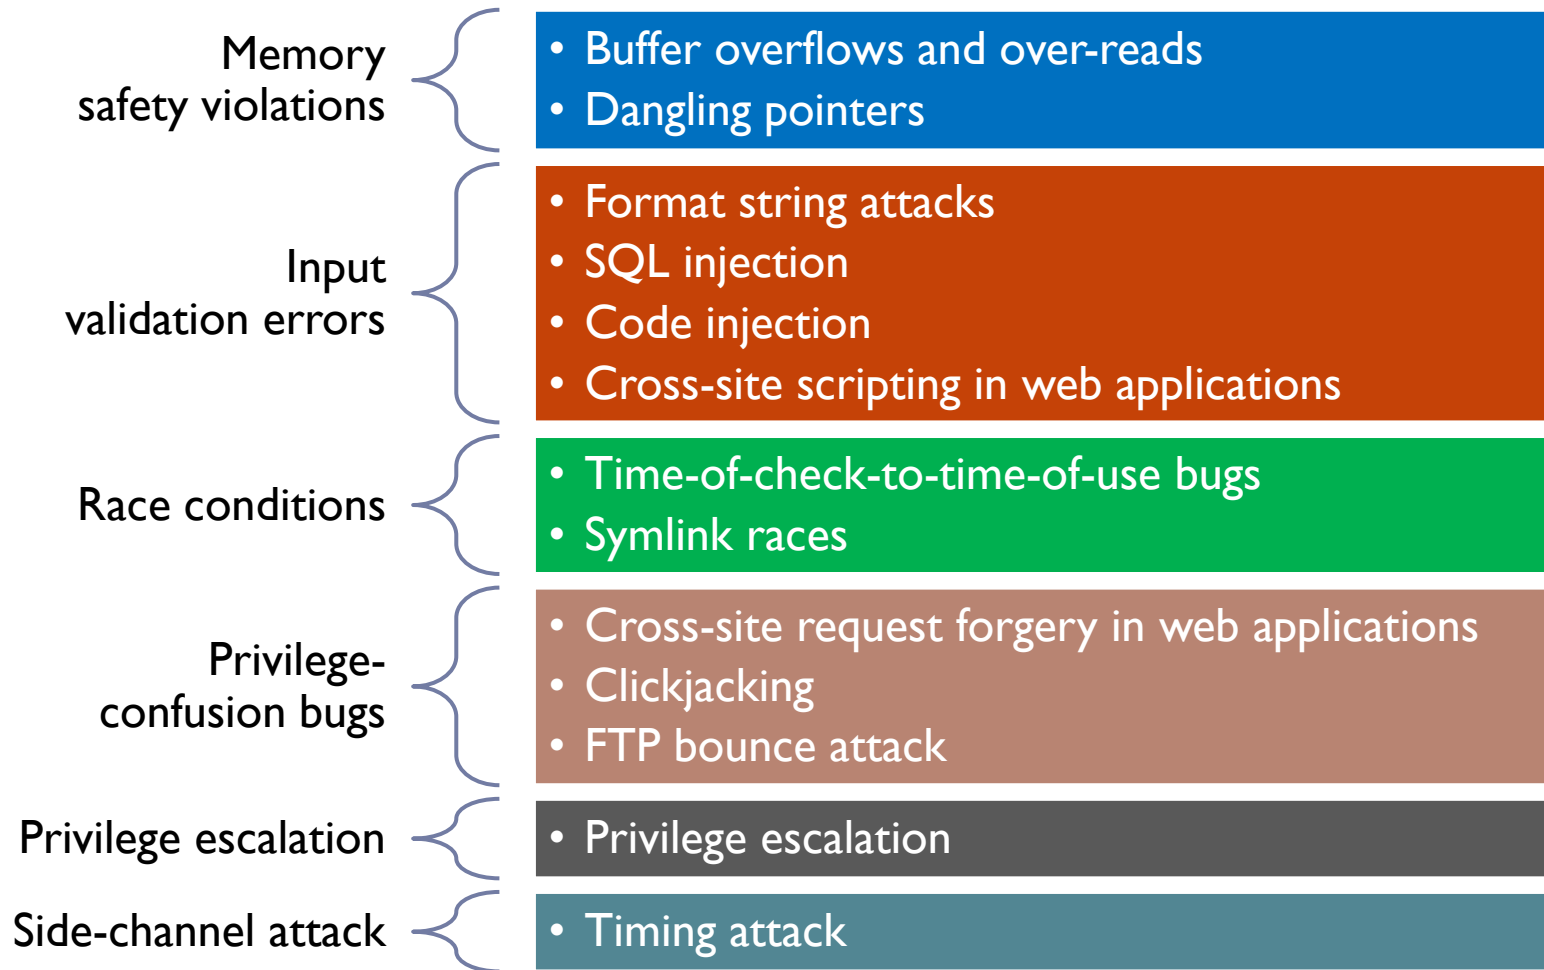 Memory
safety violations
• Buffer overflows and over-reads
• Dangling pointers
Input
validation errors
• Format string attacks
• SQL injection
• Code injection
• Cross-site scripting in web applications
Race conditions
• Time-of-check-to-time-of-use bugs
• Symlink races
Privilege-
confusion bugs
• Cross-site request forgery in web applications
• Clickjacking
• FTP bounce attack
Privilege escalation
• Privilege escalation
Side-channel attack
• Timing attack